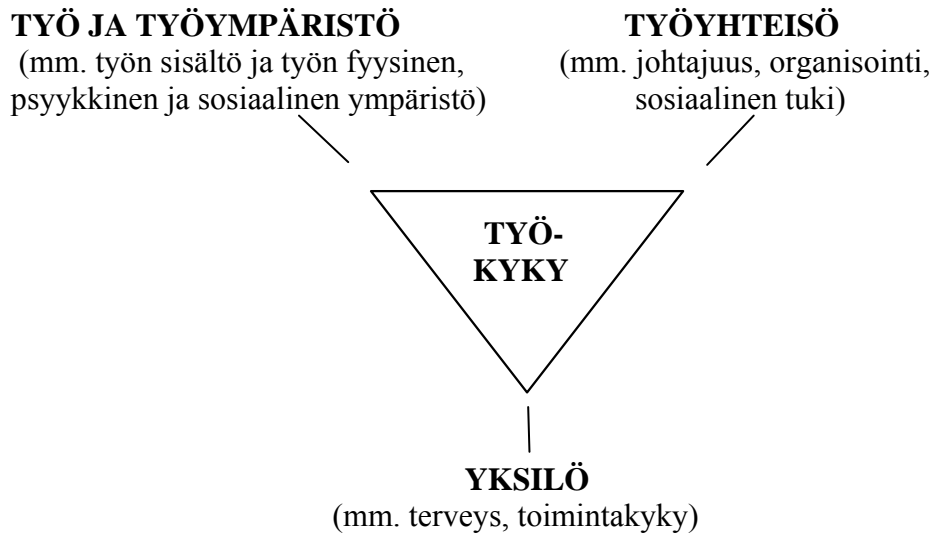 TYÖ JA TYÖYMPÄRISTÖ
(mm. työn sisältö ja työn fyysinen,
psyykkinen ja sosiaalinen ympäristö)
TYÖYHTEISÖ
(mm. johtajuus, organisointi,
sosiaalinen tuki)
TYÖ-
KYKY
YKSILÖ
(mm. terveys, toimintakyky)